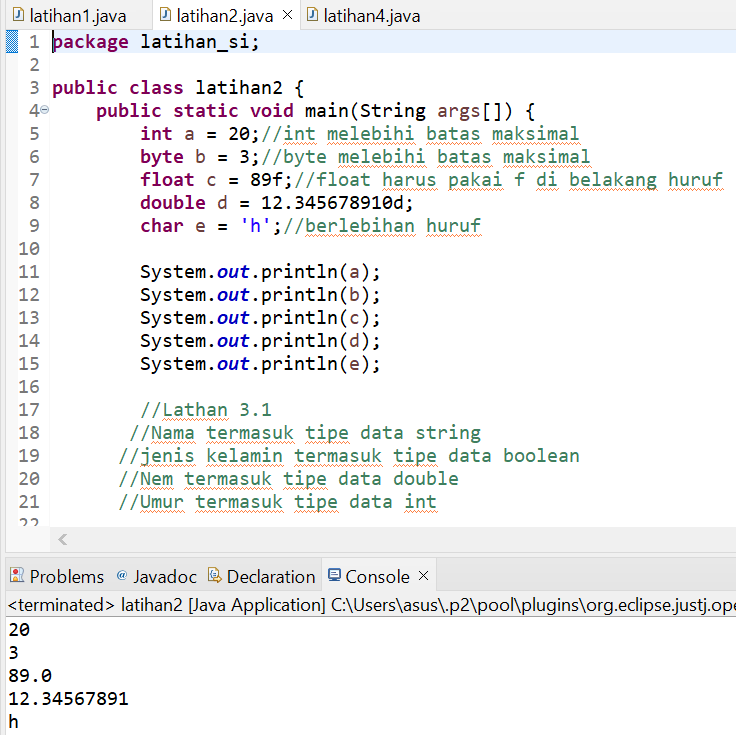 latihan1.java latihan2.java latihan4.java
1 package latihan_si;
2
3 public class latihan2 {
4 public static void main(String args[]) {
5 int a = 20;//int melebihi batas maksimal
6 byte b = 3;//byte melebihi batas maksimal
7 float c = 89f;//float harus pakai f di belakang huruf
8 double d = 12.345678910d;
9 char e = 'h';//berlebihan huruf
10
11 System.out.println(a);
12 System.out.println(b);
13 System.out.println(c);
14 System.out.println(d);
15 System.out.println(e);
16
17 //Lathan 3.1
18 //Nama termasuk tipe data string
19 //jenis kelamin termasuk tipe data boolean
20 //Nem termasuk tipe data double
21 //Umur termasuk tipe data int
22
Problems @ Javadoc Declaration Console
<terminated> latihan2 [Java Application] C:\Users\asus\.p2\pool\plugins\org.eclipse.justj.ope
20
3
89.0
12.34567891
h